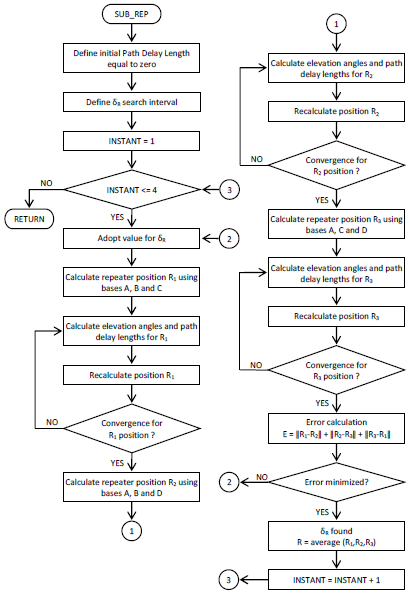 SUB_REP
Define initial Path Delay Length
equal to zero
Define δR search interval
INSTANT = 1
INSTANT <= 4
NO
3
RETURN
YES
Adopt value for δR
2
Calculate repeater position R1 using
bases A, B and C
Calculate elevation angles and path
delay lengths for R1
Recalculate position R1
NO
Convergence for
R1 position ?
YES
Calculate repeater position R2 using
bases A, B and D
1
1
Calculate elevation angles and path
delay lengths for R2
Recalculate position R2
NO
Convergence for
R2 position ?
YES
Calculate repeater position R3 using
bases A, C and D
Calculate elevation angles and path
delay lengths for R3
Recalculate position R3
NO
Convergence for
R3 position ?
YES
Error calculation
E = ‖R1-R2‖ + ‖R2-R3‖ + ‖R3-R1‖
2
NO
Error minimized?
YES
δR found
R = average (R1,R2,R3)
3
INSTANT = INSTANT + 1